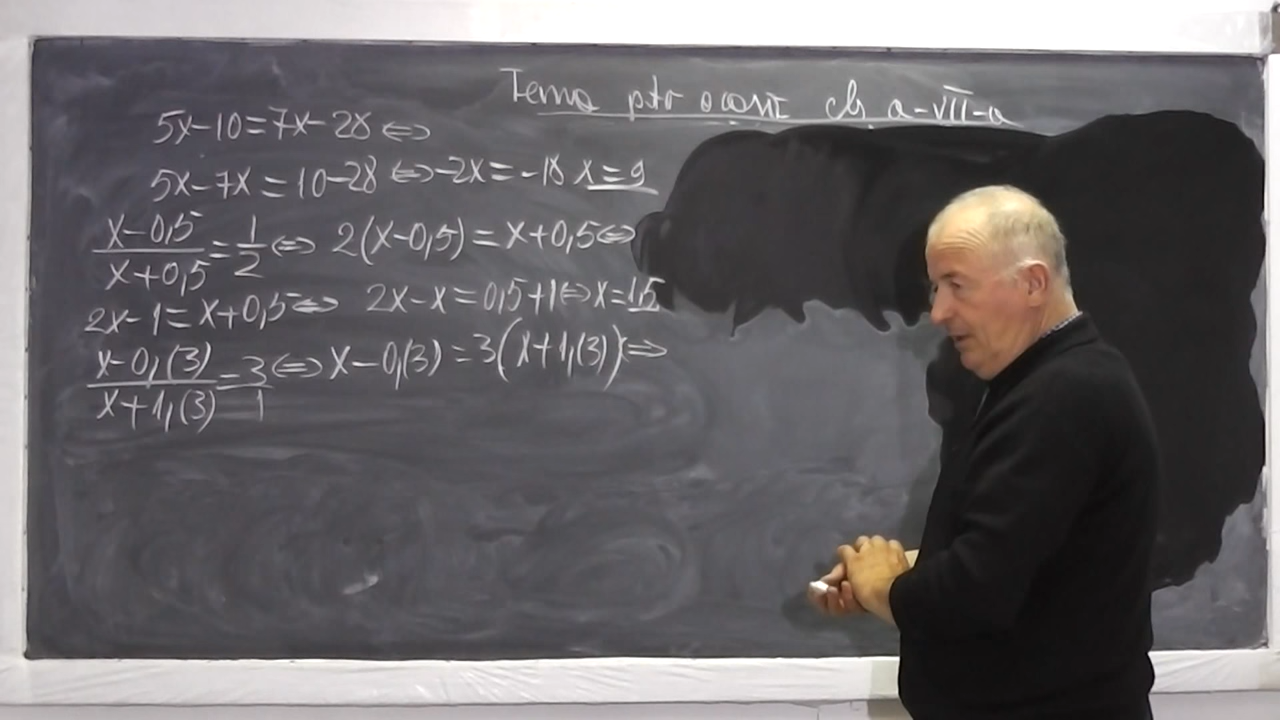 Tema ptr acasă cls a-VII-a
5x-10=7x-28 ⇔
5x-7x=10-28 ⇔ -2x=-18 x=9
x-0,5/x+0,5=1/2 ⇔ 2(x-0,5)=x+0,5 ⇔
2x-1=x+0,5 ⇔ 2x-x=0,5+1 ⇔ x=1,5
x-0,(3)/x+1,(3)=3/1 ⇔ x-0,(3)=3(x+1,(3)) ⇔